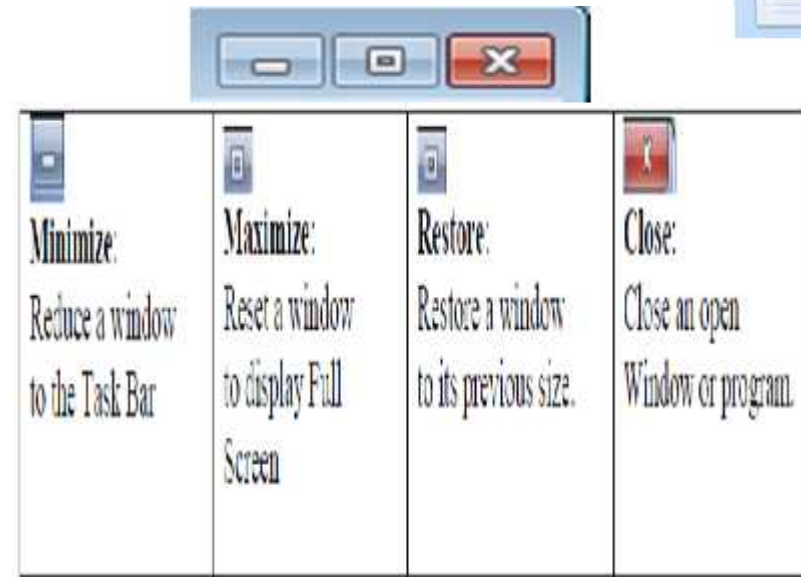 Minimize:
Reduce a window
to the Task Bar
Maximize:
Reset a window
to display Full
Screen
Restore:
Restore a window
to its previous size.
Close:
Close an open
Window or program.